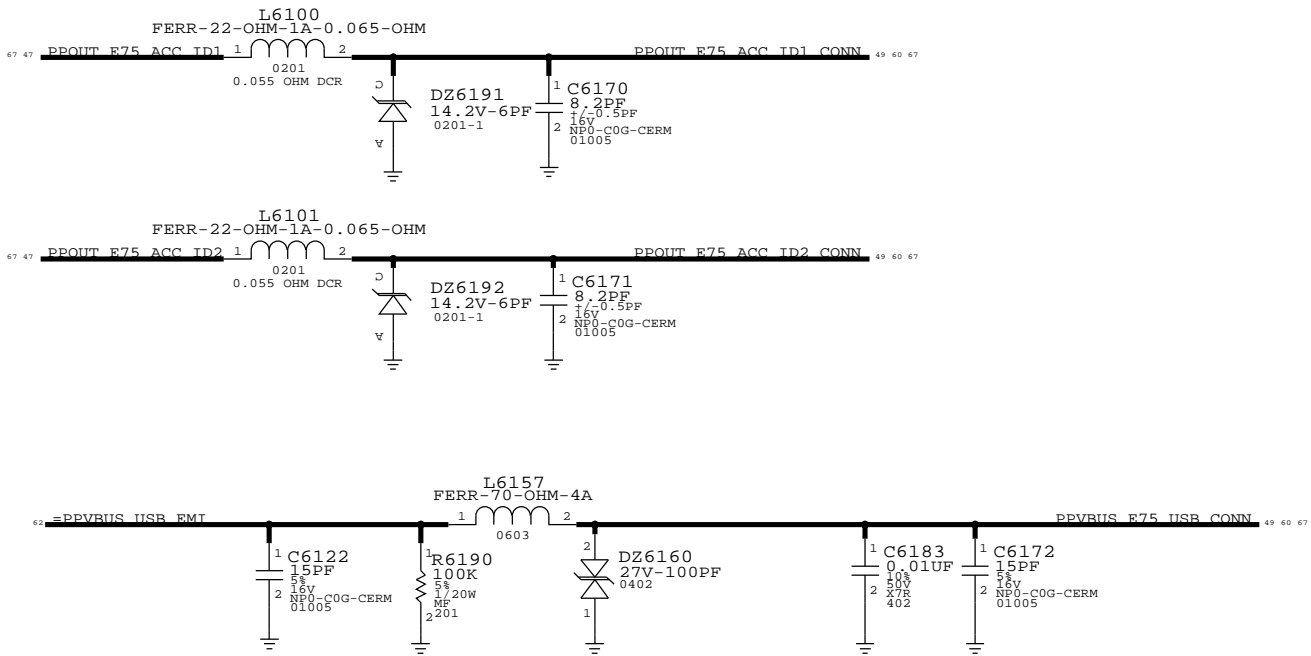 L6100
FERR-22-OHM-1A-0.065-OHM
67 47 PPOUT_E75_ACC_ID1 1 2 PPOUT_E75_ACC_ID1_CONN 49 60 67
0201
0.055 OHM DCR
C
A
DZ6191
14.2V-6PF
0201-1
1
2
C6170
8.2PF
+/-0.5PF
16V
NP0-C0G-CERM
01005
L6101
FERR-22-OHM-1A-0.065-OHM
67 47 PPOUT_E75_ACC_ID2 1 2 PPOUT_E75_ACC_ID2_CONN 49 60 67
0201
0.055 OHM DCR
C
A
DZ6192
14.2V-6PF
0201-1
1
2
C6171
8.2PF
+/-0.5PF
16V
NP0-C0G-CERM
01005
L6157
FERR-70-OHM-4A
62 =PPVBUS_USB_EMI 1 2 PPVBUS_E75_USB_CONN 49 60 67
0603
1
2
C6122
15PF
5%
16V
NP0-C0G-CERM
01005
1
2
R6190
100K
5%
1/20W
MF
201
2
1
DZ6160
27V-100PF
0402
1
2
C6183
0.01UF
10%
50V
X7R
402
1
2
C6172
15PF
5%
16V
NP0-C0G-CERM
01005